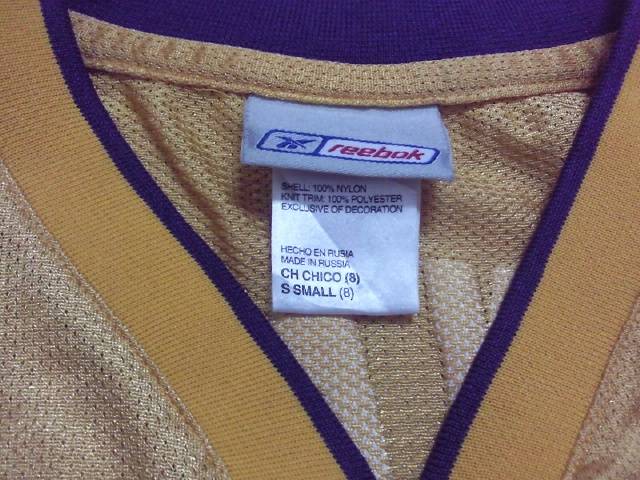 Reebok
SHELL: 100% NYLON
KNIT TRIM: 100% POLYESTER
EXCLUSIVE OF DECORATION
HECHO EN RUSIA
MADE IN RUSSIA
CH CHICO (8)
S SMALL (8)